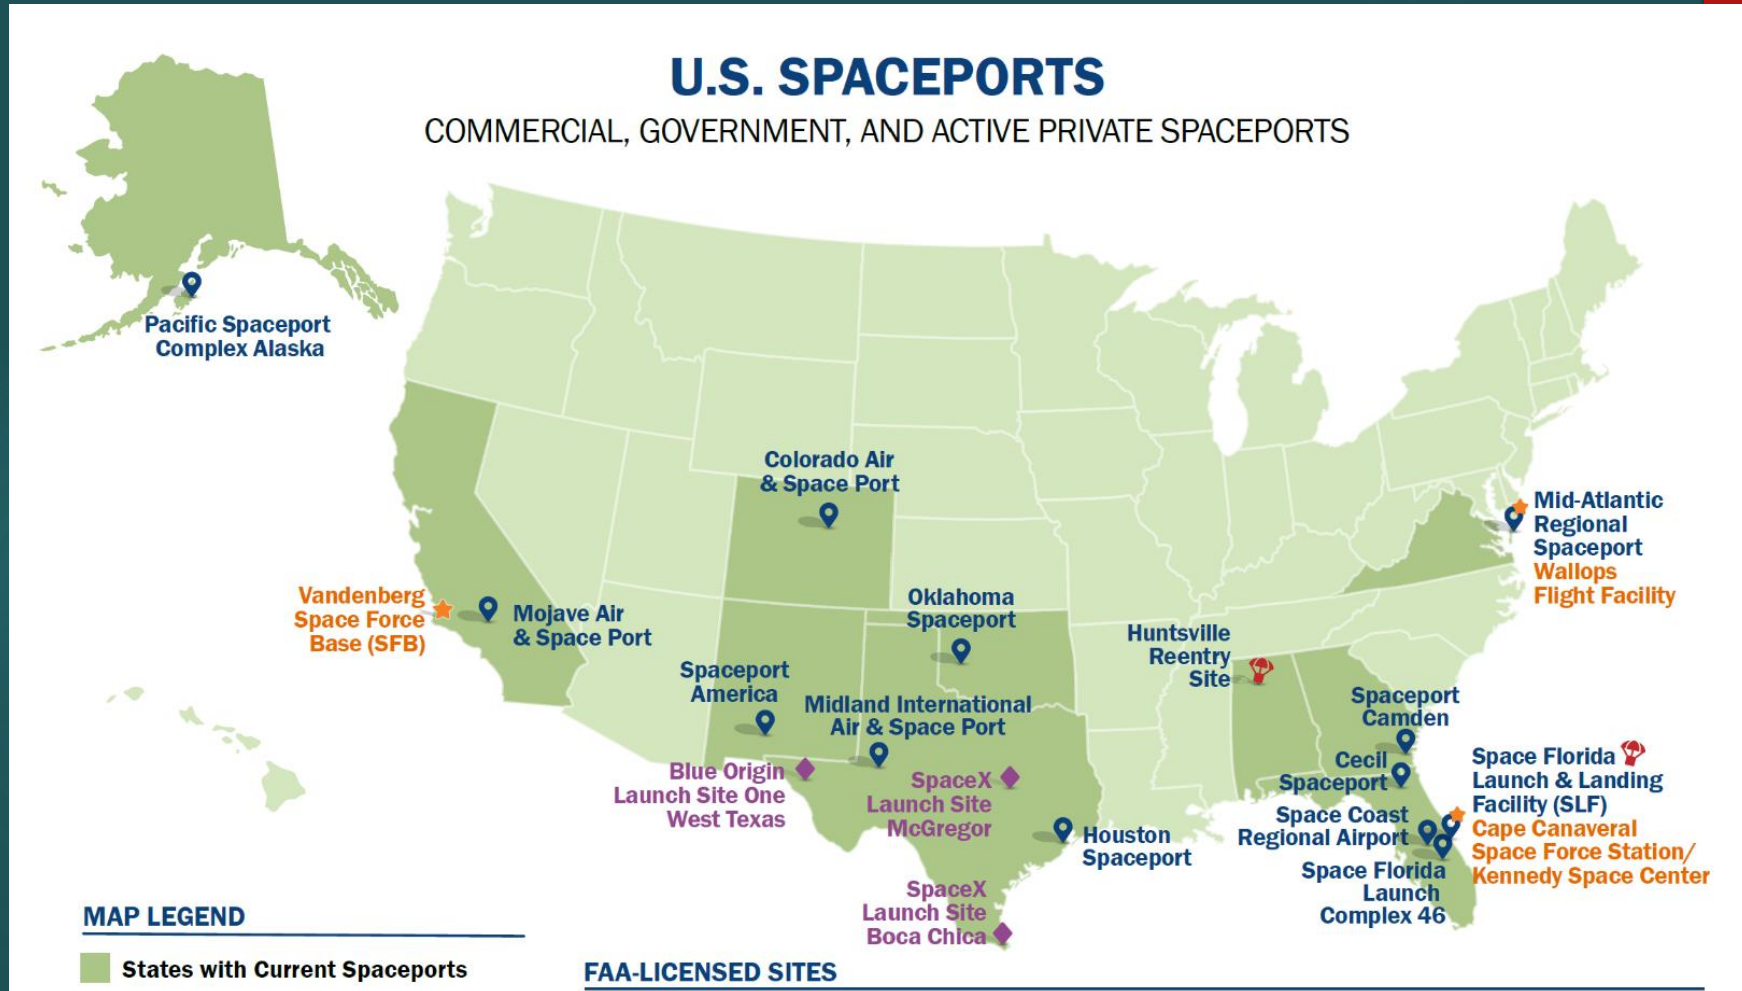 U.S. SPACEPORTS
COMMERCIAL, GOVERNMENT, AND ACTIVE PRIVATE SPACEPORTS
Pacific Spaceport
Complex Alaska
Colorado Air
& Space Port
Mid-Atlantic
Regional
Spaceport
Wallops
Flight Facility
Vandenberg
Space Force
Base (SFB)
Mojave Air
& Space Port
Oklahoma
Spaceport
Huntsville
Reentry
Site
Spaceport
America
Midland International
Air & Space Port
Spaceport
Camden
Cecil
Spaceport
Space Florida
Launch & Landing
Facility (SLF)
Cape Canaveral
Space Force Station/
Kennedy Space Center
Blue Origin
Launch Site One
West Texas
SpaceX
Launch Site
McGregor
Houston
Spaceport
Space Coast
Regional Airport
Space Florida
Launch
Complex 46
SpaceX
Launch Site
Boca Chica
MAP LEGEND
States with Current Spaceports
FAA-LICENSED SITES